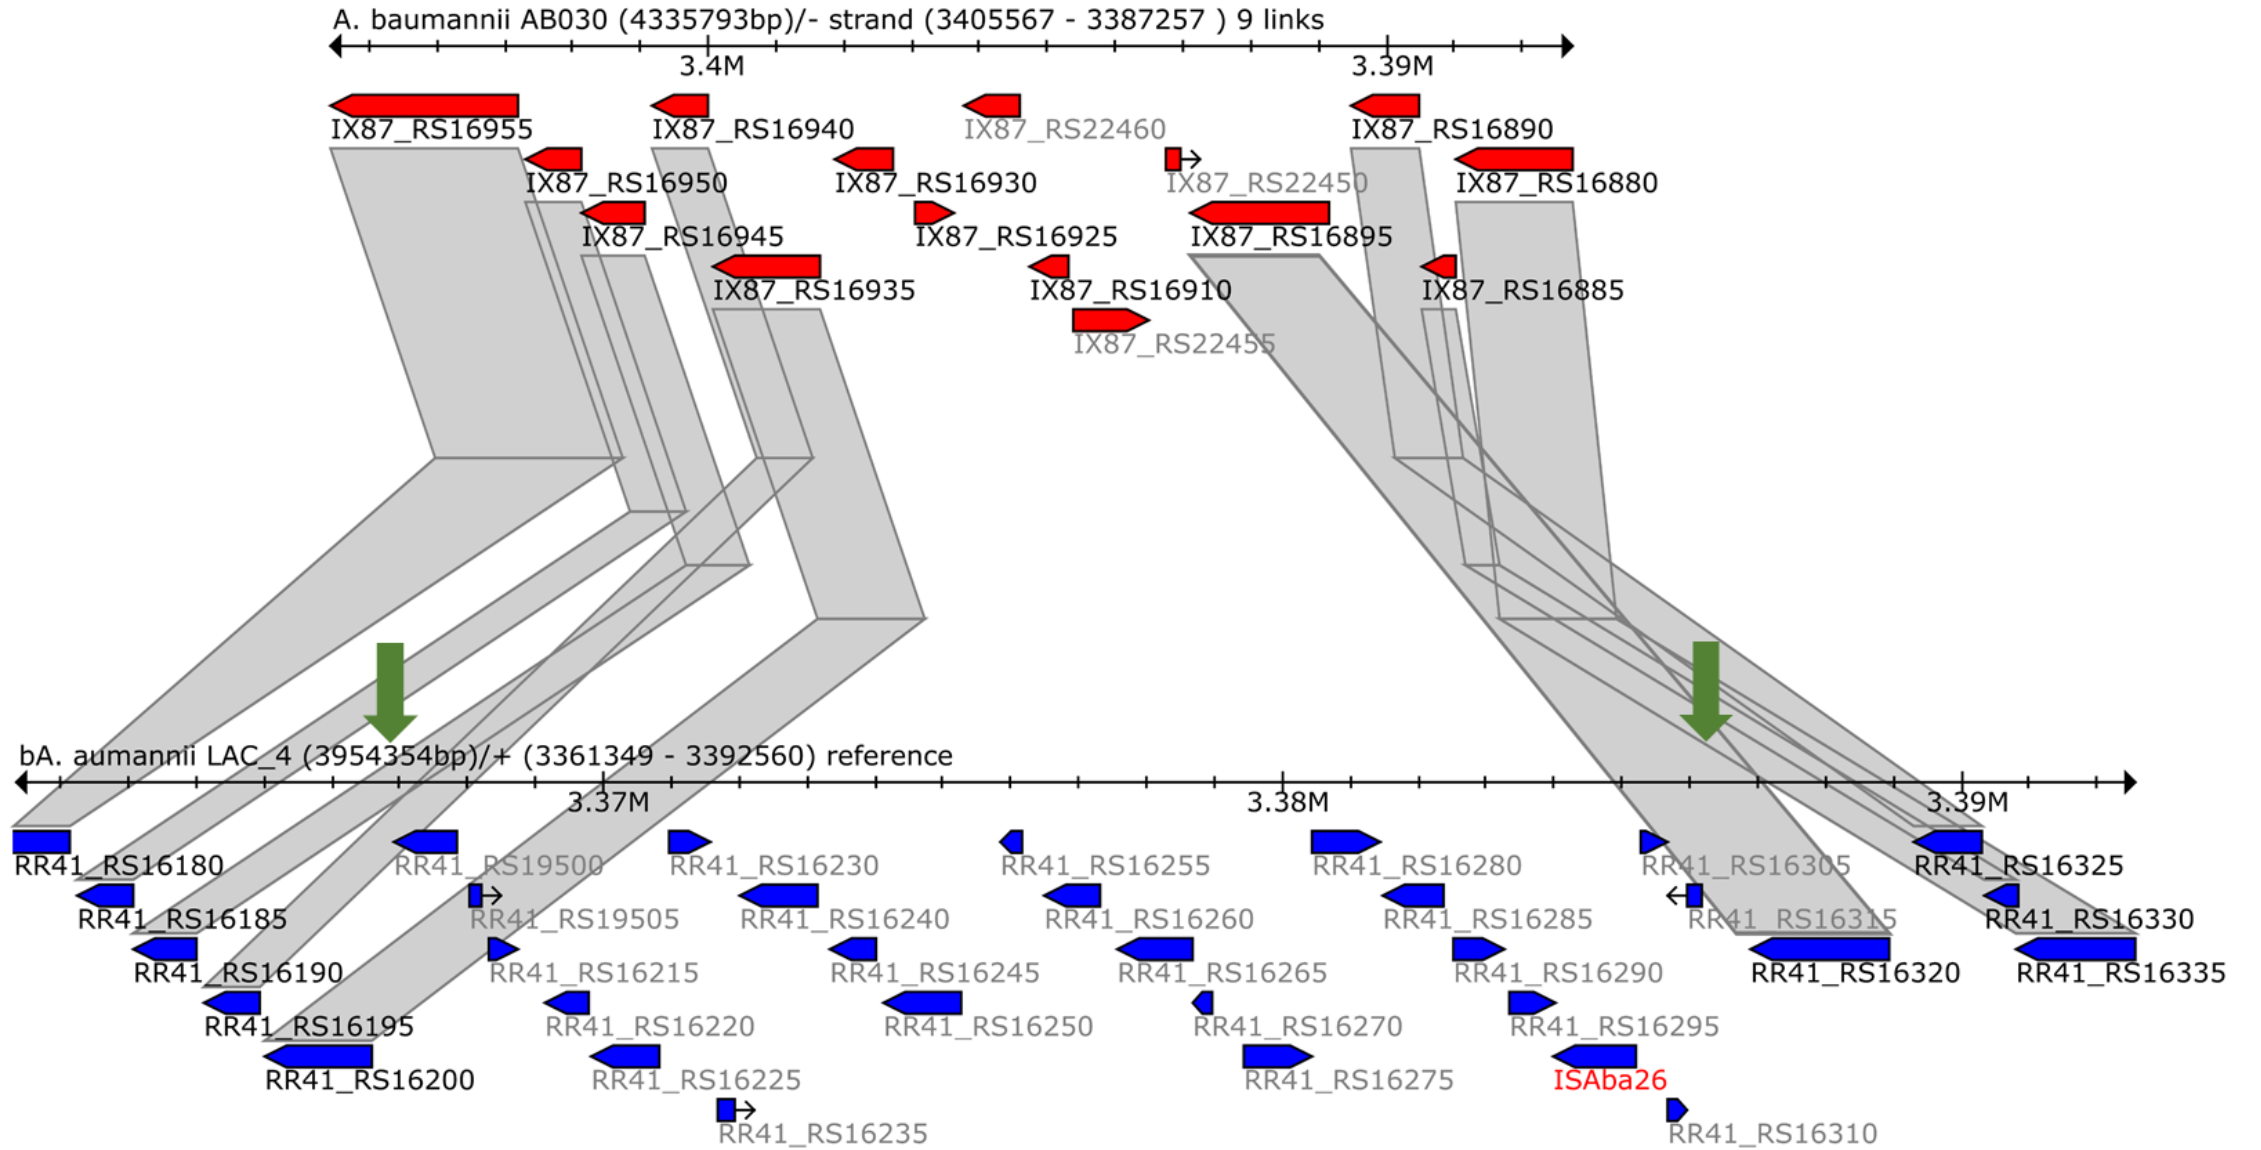 A. baumannii AB030 (4335793bp)/- strand (3405567 - 3387257 ) 9 links
3.4M 3.39M
IX87_RS16955 IX87_RS16940 IX87_RS22460 IX87_RS16890
IX87_RS16950 IX87_RS16930 IX87_RS22450 IX87_RS16880
IX87_RS16945 IX87_RS16925 IX87_RS16895
IX87_RS16935 IX87_RS16910 IX87_RS16885
IX87_RS22455
bA. aumannii LAC_4 (3954354bp)/+ (3361349 - 3392560) reference
3.37M 3.38M 3.39M
RR41_RS16180 RR41_RS19500 RR41_RS16230 RR41_RS16255 RR41_RS16280 RR41_RS16305 RR41_RS16325
RR41_RS16185 RR41_RS19505 RR41_RS16240 RR41_RS16260 RR41_RS16285 RR41_RS16315 RR41_RS16330
RR41_RS16190 RR41_RS16215 RR41_RS16245 RR41_RS16265 RR41_RS16290 RR41_RS16320 RR41_RS16335
RR41_RS16195 RR41_RS16220 RR41_RS16250 RR41_RS16270 RR41_RS16295
RR41_RS16200 RR41_RS16225 RR41_RS16275 ISAba26
RR41_RS16235 RR41_RS16310